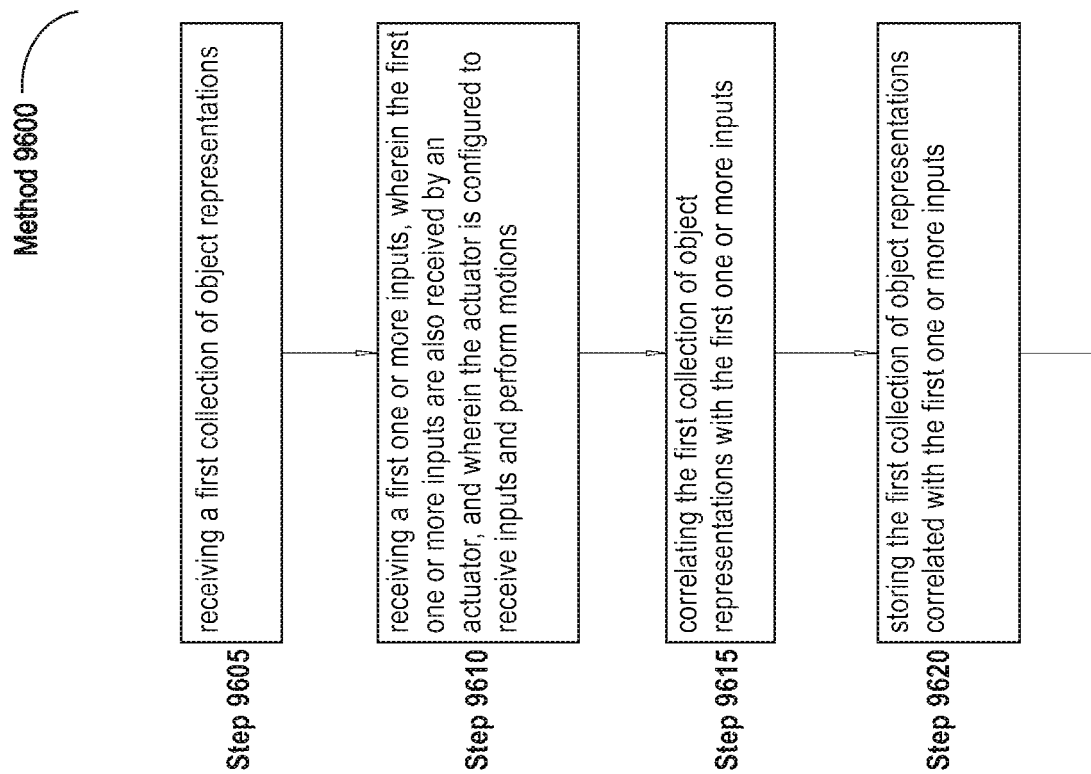 Method 9600
Step 9605
receiving a first collection of object representations
Step 9610
receiving a first one or more inputs, wherein the first
one or more inputs are also received by an
actuator, and wherein the actuator is configured to
receive inputs and perform motions
Step 9615
correlating the first collection of object
representations with the first one or more inputs
Step 9620
storing the first collection of object representations
correlated with the first one or more inputs